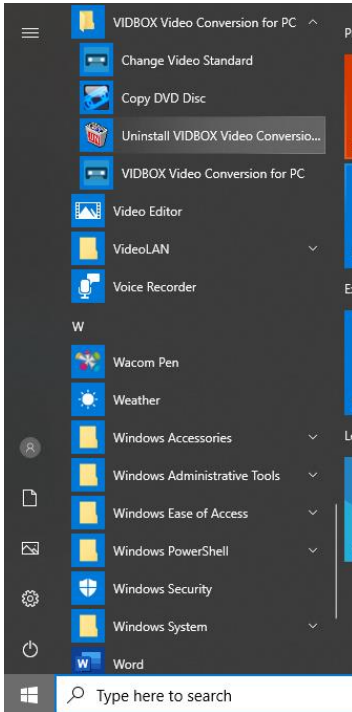 VIDBOX Video Conversion for PC
Change Video Standard
Copy DVD Disc
Uninstall VIDBOX Video Conversio...
VIDBOX Video Conversion for PC
Video Editor
VideoLAN
Voice Recorder
W
Wacom Pen
Weather
Windows Accessories
Windows Administrative Tools
Windows Ease of Access
Windows PowerShell
Windows Security
Windows System
Word
Type here to search